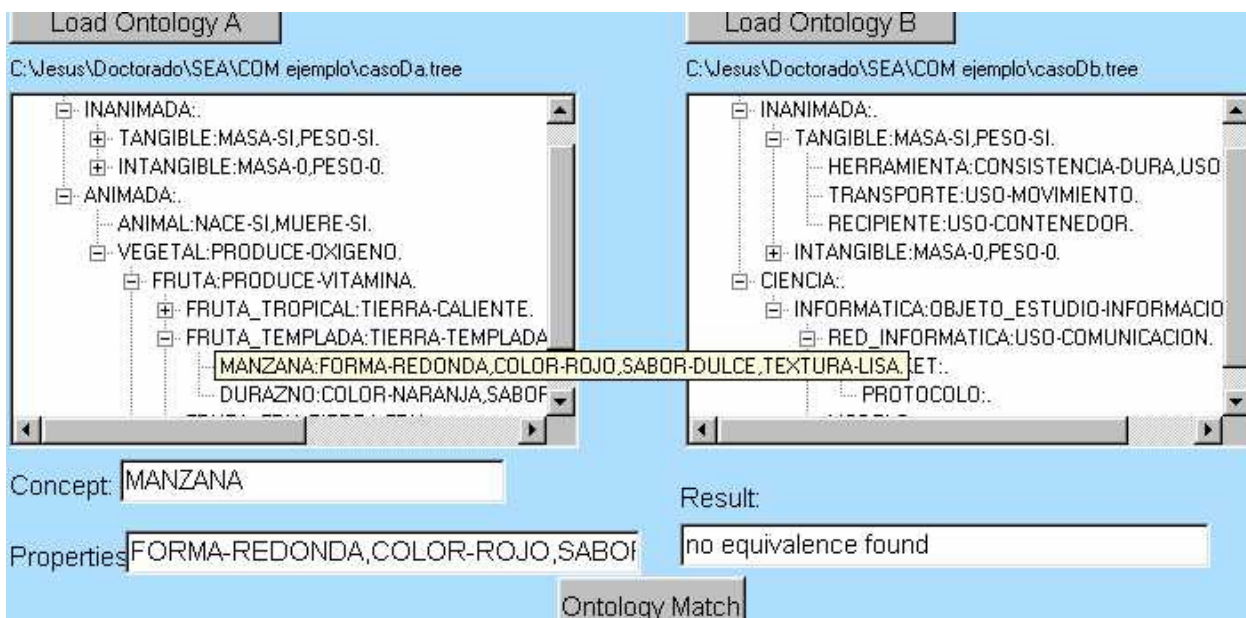 Load Ontology A
C:\Jesus\Doctorado\SEA\COM ejemplo\casoDa.tree
INANIMADA:.
TANGIBLE:MASA-SI,PESO-SI.
INTANGIBLE:MASA-0,PESO-0.
ANIMADA:.
ANIMAL:NACE-SI,MUERE-SI.
VEGETAL:PRODUCE-OXIGENO.
FRUTA:PRODUCE-VITAMINA.
FRUTA_TROPICAL:TIERRA-CALIENTE.
FRUTA_TEMPLADA:TIERRA-TEMPLADA
MANZANA:FORMA-REDONDA,COLOR-ROJO,SABOR-DULCE,TEXTURA-LISA.
DURAZNO:COLOR-NARANJA,SABOR
Concept: MANZANA
Properties FORMA-REDONDA,COLOR-ROJO,SABOR
Load Ontology B
C:\Jesus\Doctorado\SEA\COM ejemplo\casoDb.tree
INANIMADA:.
TANGIBLE:MASA-SI,PESO-SI.
HERRAMIENTA:CONSISTENCIA-DURA,USO
TRANSPORTE:USO-MOVIMIENTO.
RECIPIENTE:USO-CONTENEDOR.
INTANGIBLE:MASA-0,PESO-0.
CIENCIA:.
INFORMATICA:OBJETO_ESTUDIO-INFORMACIO
RED_INFORMATICA:USO-COMUNICACION.
KET:.
PROTOCOLO:.
Result:
no equivalence found
Ontology Match